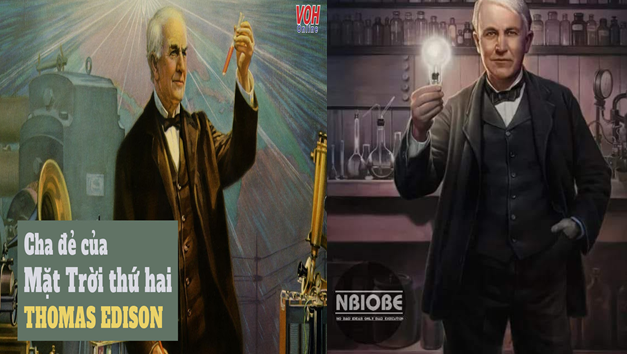 VOH
Cha đẻ của
Mặt Trời thứ hai
THOMAS EDISON
NBIOBE